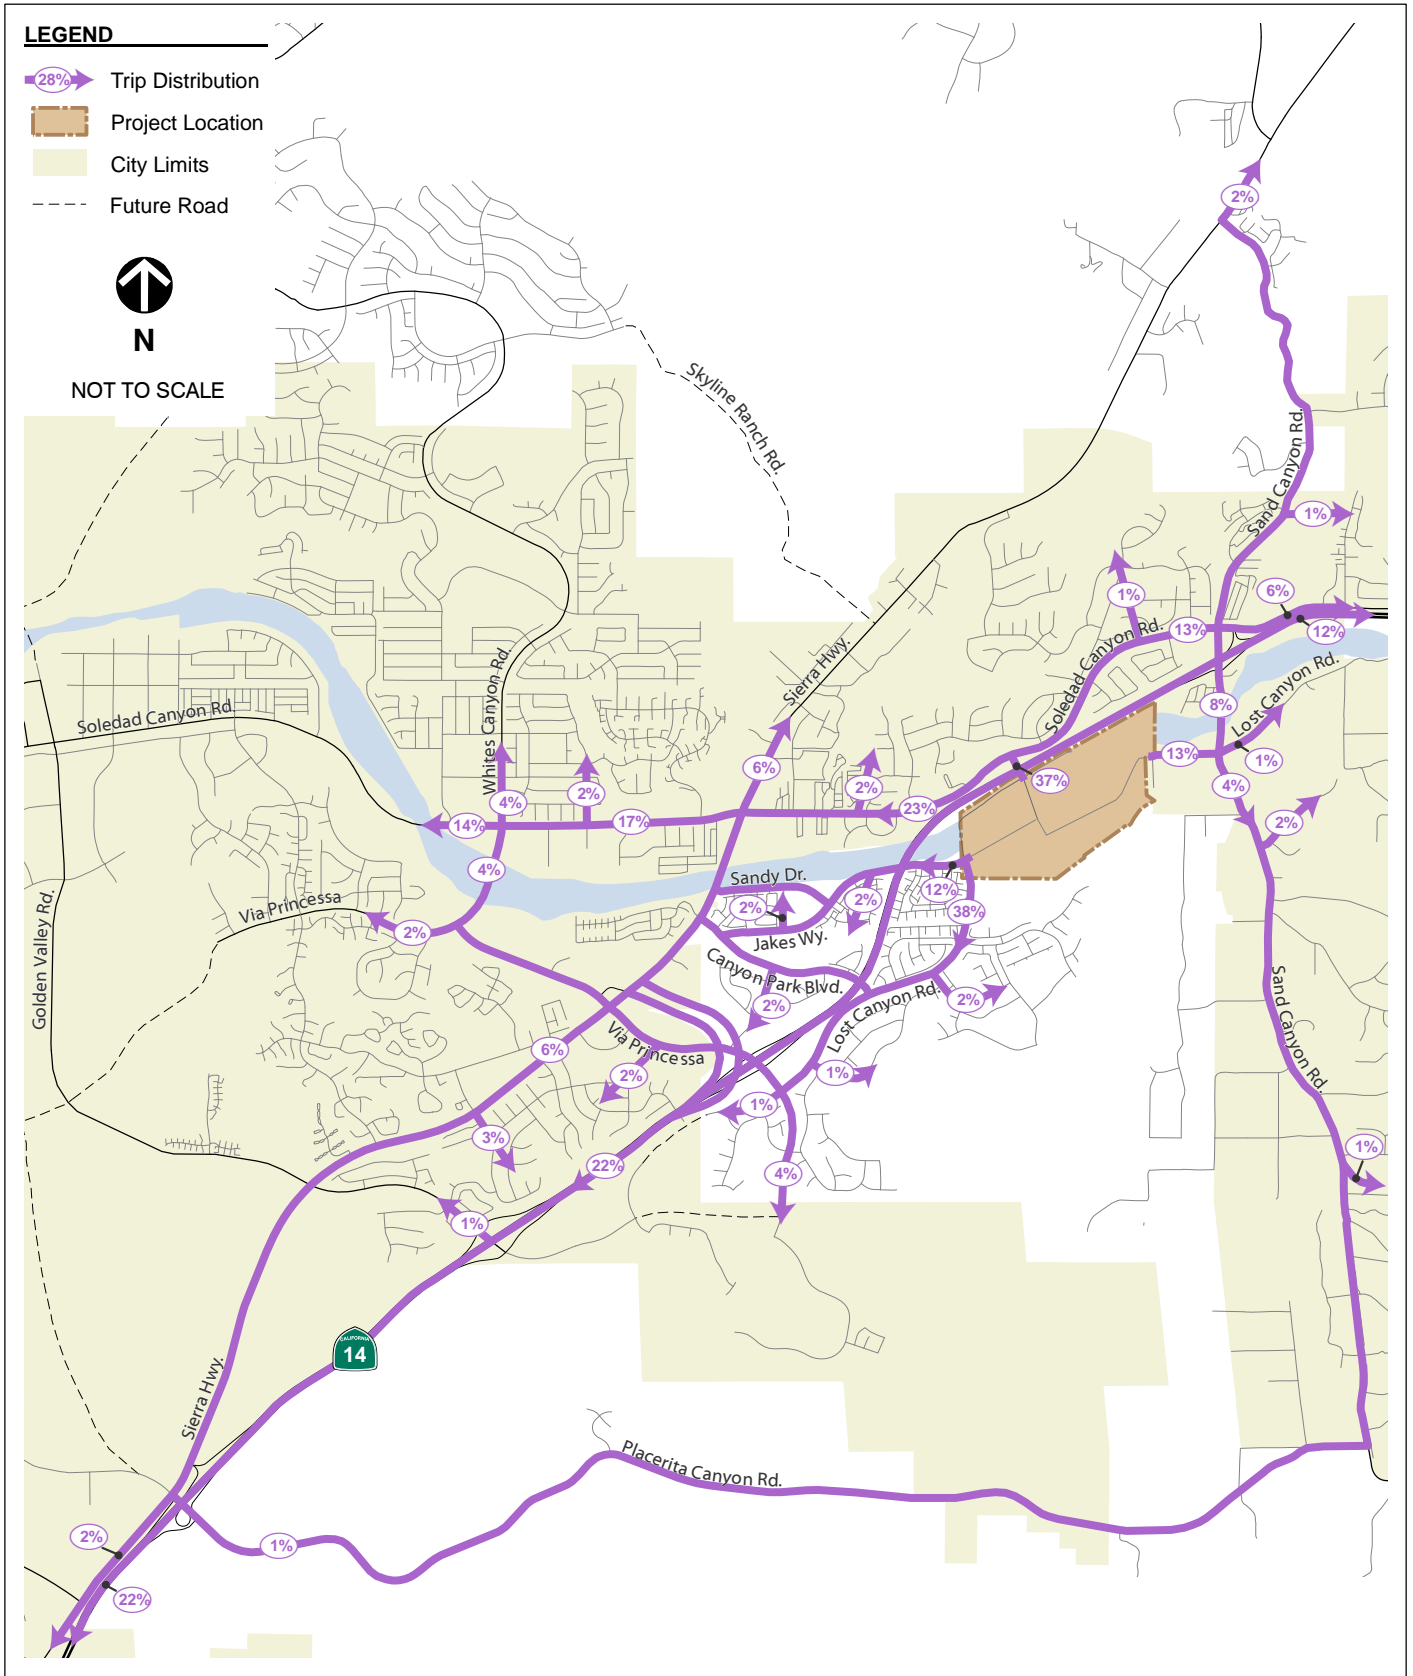 LEGEND
28% Trip Distribution
Project Location
City Limits
Future Road
N
NOT TO SCALE
2%
Skyline Ranch Rd.
Sand Canyon Rd.
1%
6%
1%
Soledad Canyon Rd.
13%
12%
Sierra Hwy.
Whites Canyon Rd.
Lost Canyon Rd.
8%
Soledad Canyon Rd.
13%
1%
6%
37%
4%
2%
2%
4%
23%
14%
17%
2%
4%
Sandy Dr.
12%
2%
38%
2%
Via Princessa
2%
Jakes Wy.
Golden Valley Rd.
Canyon Park Blvd.
2%
Lost Canyon Rd.
2%
Sand Canyon Rd.
Via Princessa
6%
2%
1%
1%
3%
22%
4%
1%
1%
CALIFORNIA
14
Sierra Hwy.
Placerita Canyon Rd.
2%
1%
22%